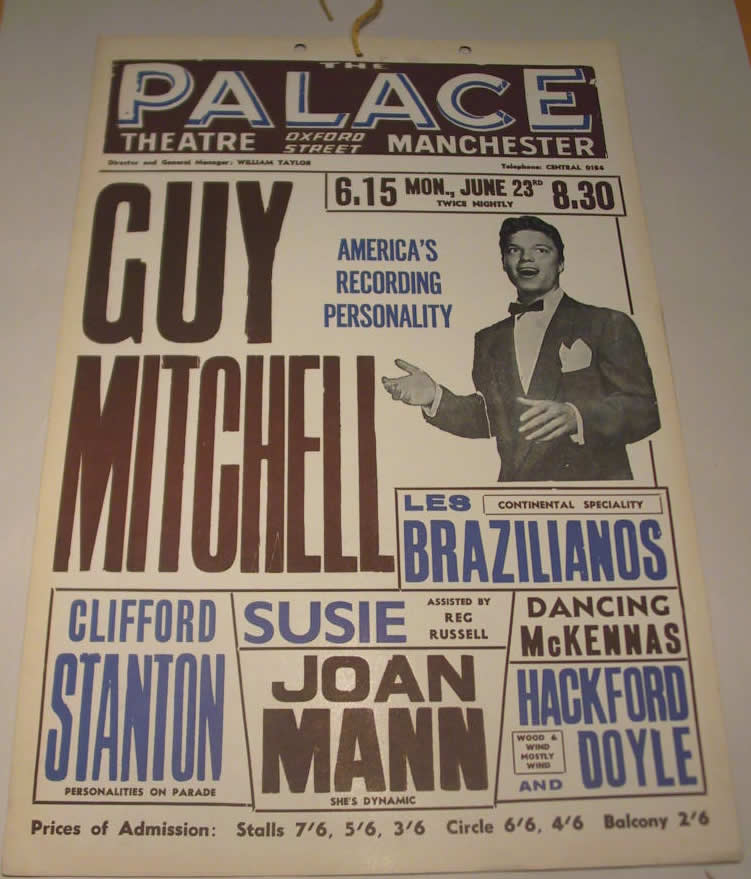 THE
PALACE
THEATRE OXFORD STREET MANCHESTER
Director and General Manager: WILLIAM TAYLOR
Telephone: CENTRAL 0184
6.15 MON., JUNE 23RD 8.30
TWICE NIGHTLY
GUY
MITCHELL
AMERICA'S
RECORDING
PERSONALITY
LES CONTINENTAL SPECIALITY
BRAZILIANOS
CLIFFORD
STANTON
PERSONALITIES ON PARADE
SUSIE
ASSISTED BY
REG
RUSSELL
JOAN
MANN
SHE'S DYNAMIC
DANCING
McKENNAS
HACKFORD
WOOD &
WIND
MOSTLY
WIND
AND DOYLE
Prices of Admission: Stalls 7'6, 5'6, 3'6 Circle 6'6, 4'6 Balcony 2'6